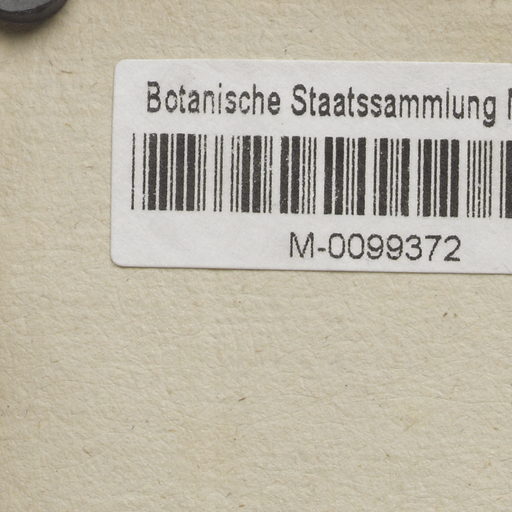 Botanische Staatssammlung
M-0099372